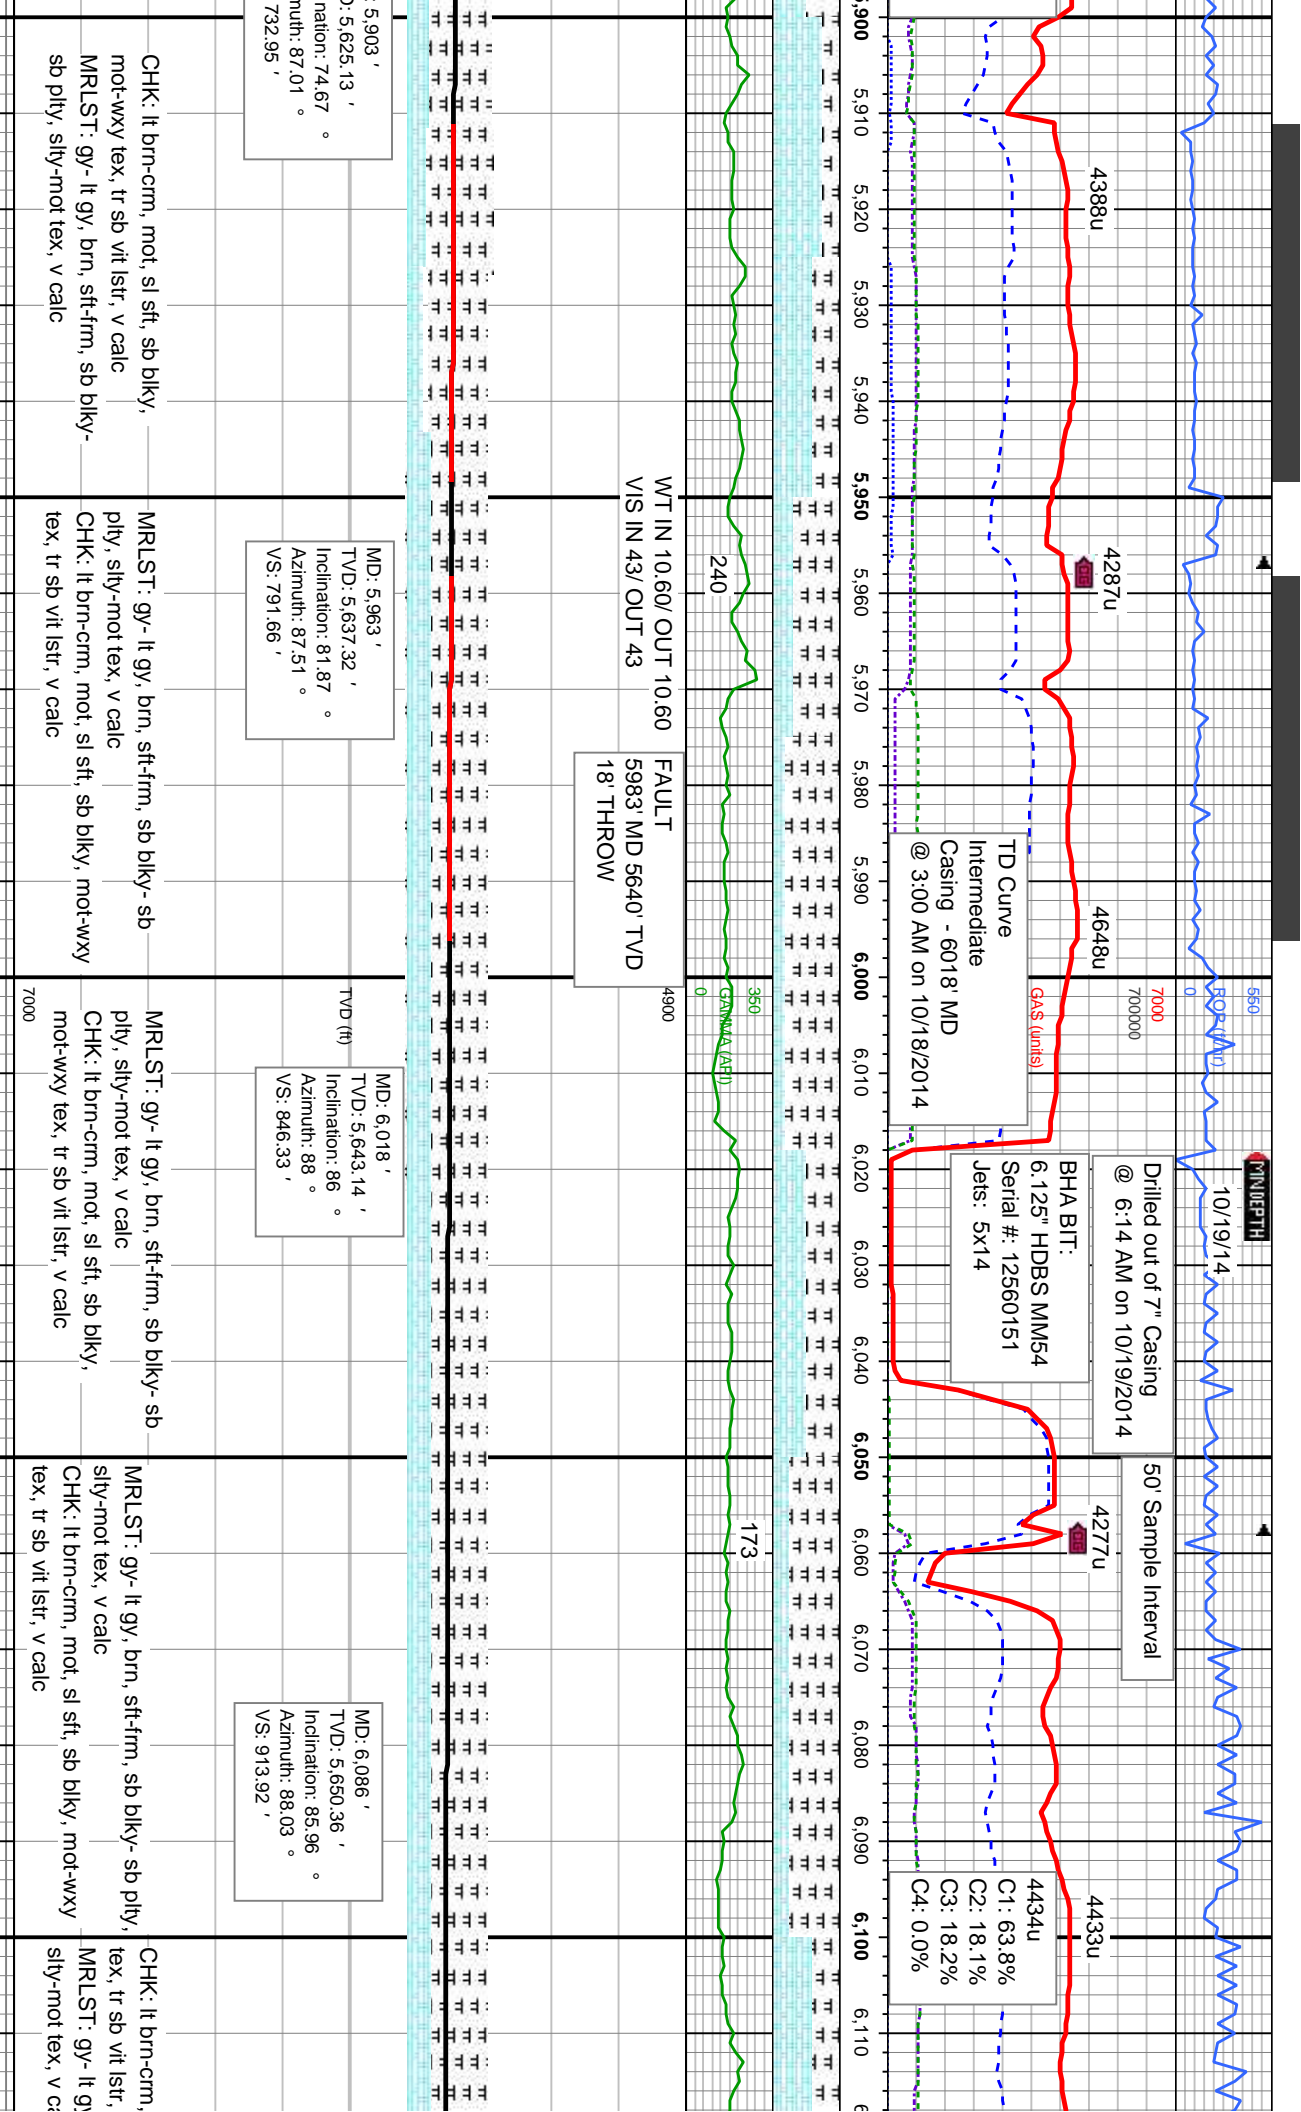 550
ROP (ft/hr)
0
MNDEPTH
10/19/14
Drilled out of 7" Casing
@ 6:14 AM on 10/19/2014
50' Sample Interval
7000
70000
GAS (units)
4388u
4287u
4648u
4277u
4433u
BHA BIT:
6.125" HDBS MM54
Serial #: 12560151
Jets: 5x14
TD Curve
Intermediate
Casing - 6018' MD
@ 3:00 AM on 10/18/2014
4434u
C1: 63.8%
C2: 18.1%
C3: 18.2%
C4: 0.0%
5,900 5,910 5,920 5,930 5,940 5,950 5,960 5,970 5,980 5,990 6,000 6,010 6,020 6,030 6,040 6,050 6,060 6,070 6,080 6,090 6,100 6,110
350
GAMMA (API)
0
240
173
4900
WT IN 10.60/ OUT 10.60
VIS IN 43/ OUT 43
FAULT
5983' MD 5640' TVD
18' THROW
TVD (ft)
7000
: 5,903 '
D: 5,625.13 '
nation: 74.67 °
muth: 87.01 °
732.95 '
MD: 5,963 '
TVD: 5,637.32 '
Inclination: 81.87 °
Azimuth: 87.51 °
VS: 791.66 '
MD: 6,018 '
TVD: 5,643.14 '
Inclination: 86 °
Azimuth: 88 °
VS: 846.33 '
MD: 6,086 '
TVD: 5,650.36 '
Inclination: 85.96 °
Azimuth: 88.03 °
VS: 913.92 '
CHK: lt brn-crm, mot, sl sft, sb blky,
mot-wxy tex, tr sb vit lstr, v calc
MRLST: gy- lt gy, brn, sft-frm, sb blky-
sb plty, slty-mot tex, v calc
MRLST: gy- lt gy, brn, sft-frm, sb blky- sb
plty, slty-mot tex, v calc
CHK: lt brn-crm, mot, sl sft, sb blky, mot-wxy
tex, tr sb vit lstr, v calc
MRLST: gy- lt gy, brn, sft-frm, sb blky- sb
plty, slty-mot tex, v calc
CHK: lt brn-crm, mot, sl sft, sb blky,
mot-wxy tex, tr sb vit lstr, v calc
MRLST: gy- lt gy, brn, sft-frm, sb blky- sb plty,
slty-mot tex, v calc
CHK: lt brn-crm, mot, sl sft, sb blky, mot-wxy
tex, tr sb vit lstr, v calc
CHK: lt brn-crm,
tex, tr sb vit lstr,
MRLST: gy- lt gy
slty-mot tex, v ca